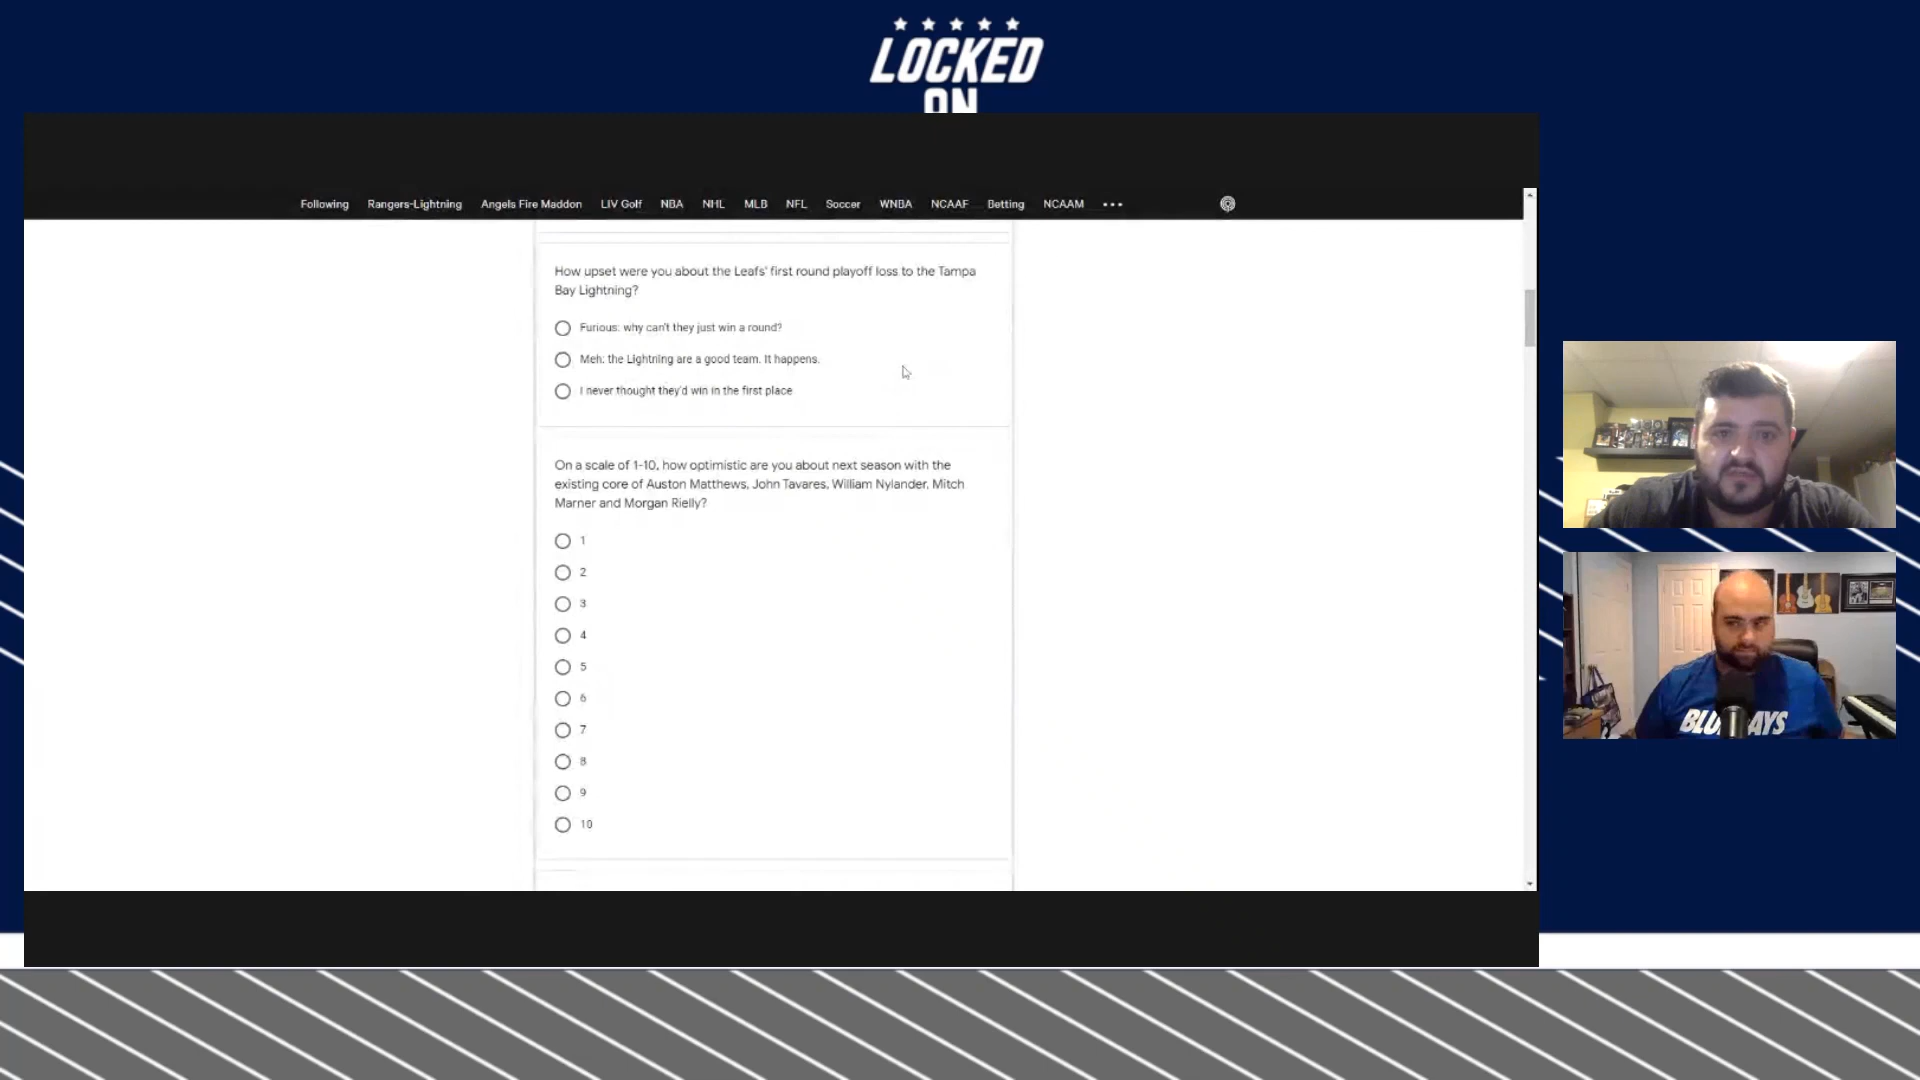 LOCKED
ON
Following Rangers-Lightning Angels Fire Maddon LIV Golf NBA NHL MLB NFL Soccer WNBA NCAAF Betting NCAAM •••
How upset were you about the Leafs' first round playoff loss to the Tampa
Bay Lightning?
Furious: why can't they just win a round?
Meh: the Lightning are a good team. It happens.
I never thought they'd win in the first place
On a scale of 1-10, how optimistic are you about next season with the
existing core of Auston Matthews, John Tavares, William Nylander, Mitch
Marner and Morgan Rielly?
1
2
3
4
5
6
7
8
9
10